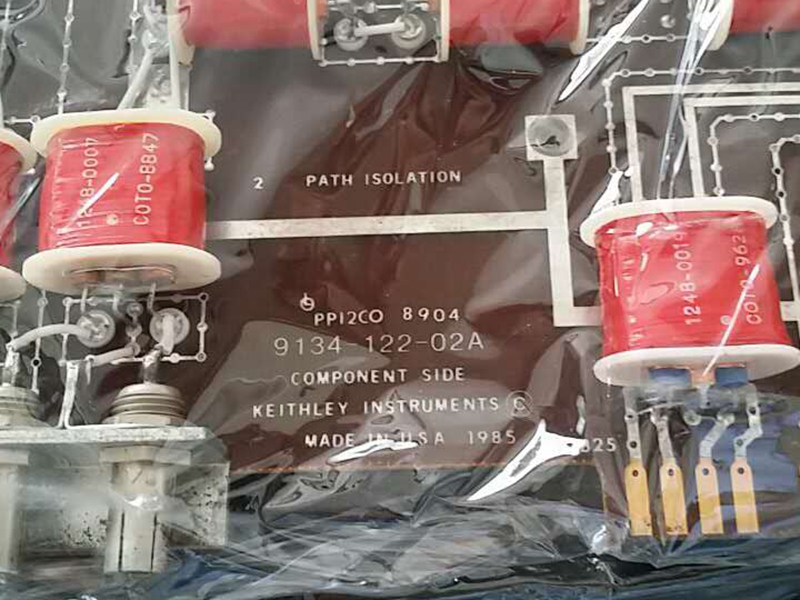 1248-0007
COTO-8847
2 PATH ISOLATION
1248-001
COTO-962
PP12CO 8904
9134-122-02A
COMPONENT SIDE
KEITHLEY INSTRUMENTS ©
MADE IN USA 1985